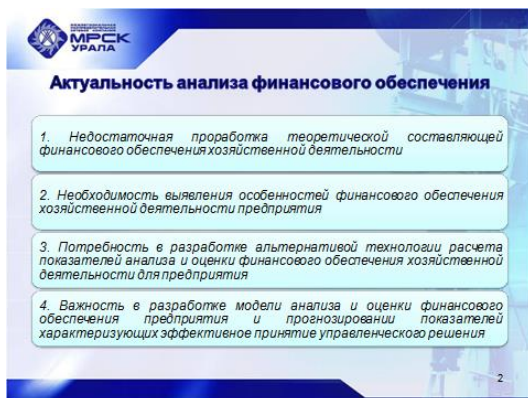 МРСК
УРАЛА
Актуальность анализа финансового обеспечения
1. Недостаточная проработка теоретической составляющей
финансового обеспечения хозяйственной деятельности
2. Необходимость выявления особенностей финансового обеспечения
хозяйственной деятельности предприятия
3. Потребность в разработке альтернативой технологии расчета
показателей анализа и оценки финансового обеспечения хозяйственной
деятельности для предприятия
4. Важность в разработке модели анализа и оценки финансового
обеспечения предприятия и прогнозировании показателей
характеризующих эффективное принятие управленческого решения
2